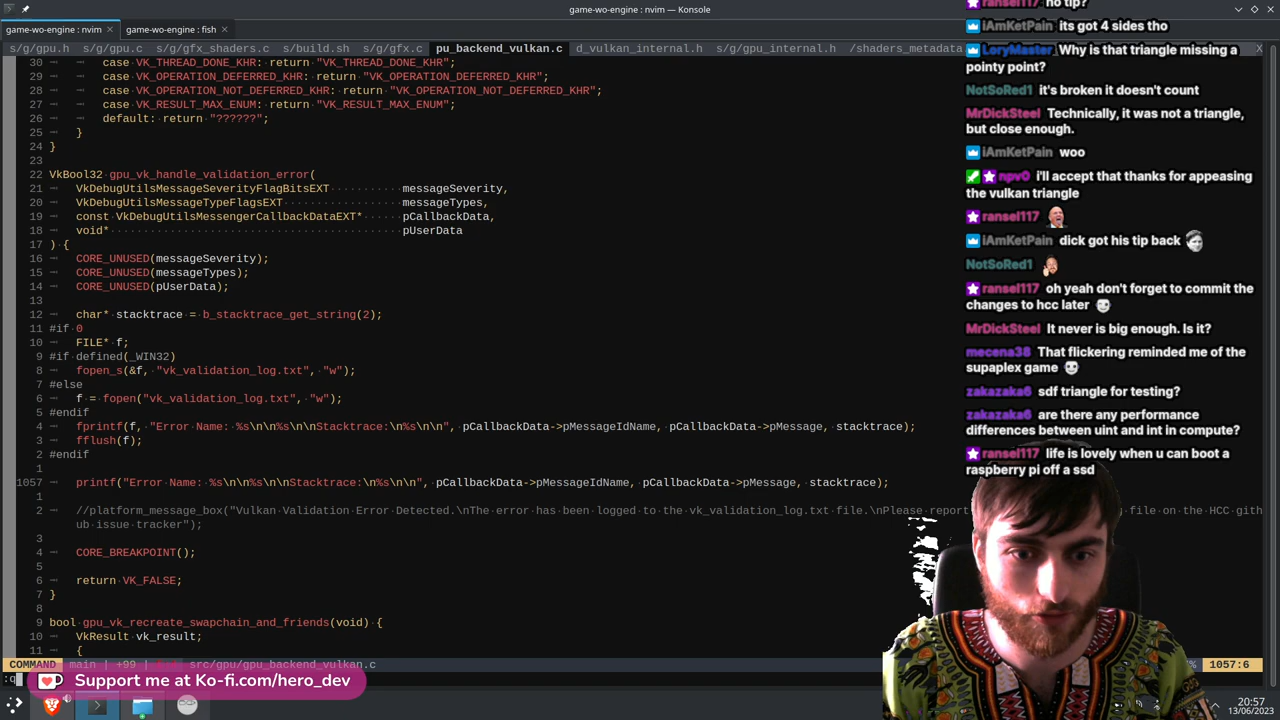 game-wo-engine : nvim — Konsole
game-wo-engine : nvim
game-wo-engine : fish
s/g/gpu.h s/g/gpu.c s/g/gfx_shaders.c s/build.sh s/g/gfx.c pu_backend_vulkan.c d_vulkan_internal.h s/g/gpu_internal.h /shaders_metadata X
30 case VK_THREAD_DONE_KHR: return "VK_THREAD_DONE_KHR";
29 case VK_OPERATION_DEFERRED_KHR: return "VK_OPERATION_DEFERRED_KHR";
28 case VK_OPERATION_NOT_DEFERRED_KHR: return "VK_OPERATION_NOT_DEFERRED_KHR";
27 case VK_RESULT_MAX_ENUM: return "VK_RESULT_MAX_ENUM";
26 default: return "??????";
25 }
24 }
23
22 VkBool32 gpu_vk_handle_validation_error(
21 VkDebugUtilsMessageSeverityFlagBitsEXT messageSeverity,
20 VkDebugUtilsMessageTypeFlagsEXT messageTypes,
19 const VkDebugUtilsMessengerCallbackDataEXT* pCallbackData,
18 void* pUserData
17 ) {
16 CORE_UNUSED(messageSeverity);
15 CORE_UNUSED(messageTypes);
14 CORE_UNUSED(pUserData);
13
12 char* stacktrace = b_stacktrace_get_string(2);
11 #if 0
10 FILE* f;
9 #if defined(_WIN32)
8 fopen_s(&f, "vk_validation_log.txt", "w");
7 #else
6 f = fopen("vk_validation_log.txt", "w");
5 #endif
4 fprintf(f, "Error Name: %s\n\n%s\n\nStacktrace:\n%s\n\n", pCallbackData->pMessageIdName, pCallbackData->pMessage, stacktrace);
3 fflush(f);
2 #endif
1
1057 printf("Error Name: %s\n\n%s\n\nStacktrace:\n%s\n\n", pCallbackData->pMessageIdName, pCallbackData->pMessage, stacktrace);
1
2 //platform_message_box("Vulkan Validation Error Detected.\nThe error has been logged to the vk_validation_log.txt file.\nPlease report file on the HCC gith
ub issue tracker");
3
4 CORE_BREAKPOINT();
5
6 return VK_FALSE;
7 }
8
9 bool gpu_vk_recreate_swapchain_and_friends(void) {
10 VkResult vk_result;
11 {
COMMAND main | +99 | src/gpu/gpu_backend_vulkan.c % 1057:6
:q
Support me at Ko-fi.com/hero_dev
20:57
13/06/2023
ransel117 no tip?
iAmKetPain its got 4 sides tho
LoryMaster Why is that triangle missing a
pointy point?
NotSoRed1 it's broken it doesn't count
MrDickSteel Technically, it was not a triangle,
but close enough.
iAmKetPain woo
npv0 i'll accept that thanks for appeasing
the vulkan triangle
ransel117
iAmKetPain dick got his tip back
NotSoRed1
ransel117 oh yeah don't forget to commit the
changes to hcc later
MrDickSteel It never is big enough. Is it?
mecena38 That flickering reminded me of the
supaplex game
zakazaka6 sdf triangle for testing?
zakazaka6 are there any performance
differences between uint and int in compute?
ransel117 life is lovely when u can boot a
raspberry pi off a ssd